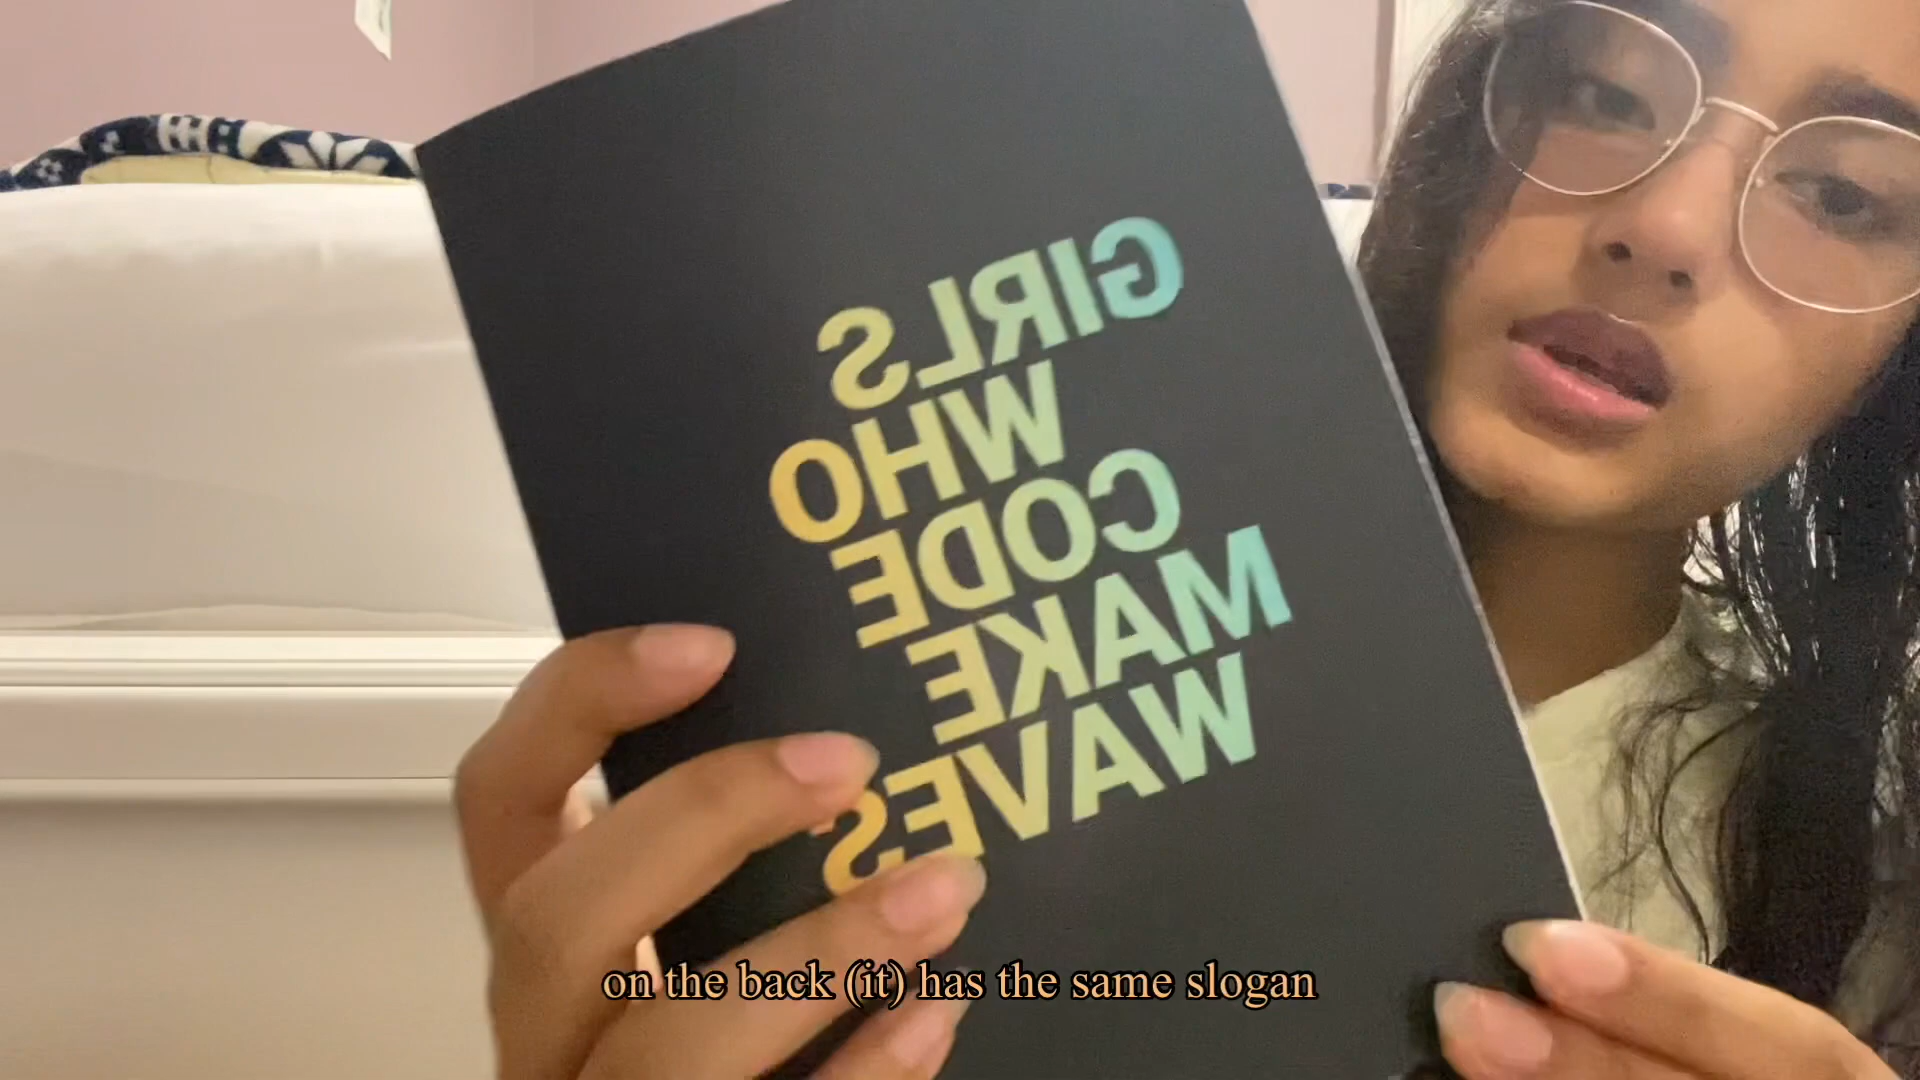 GIRLS
WHO
CODE
MAKE
WAVES
on the back (it) has the same slogan